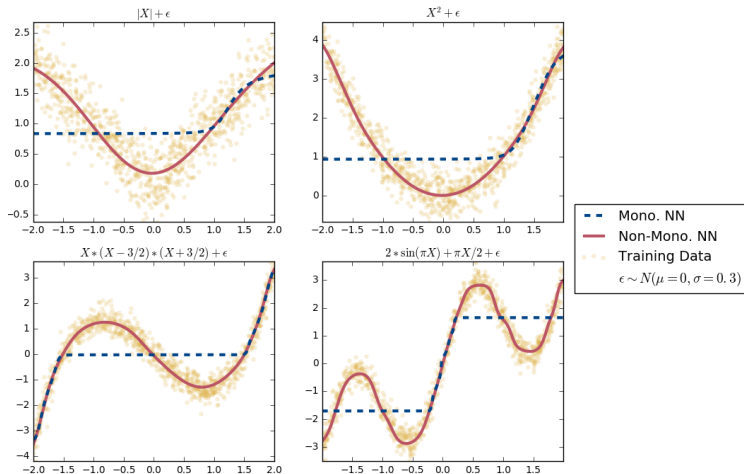 |X| + ϵ
2.5
2.0
1.5
1.0
0.5
0.0
−0.5
−2.0 −1.5 −1.0 −0.5 0.0 0.5 1.0 1.5 2.0
X² + ϵ
4
3
2
1
0
−2.0 −1.5 −1.0 −0.5 0.0 0.5 1.0 1.5
X ∗ (X − 3/2) ∗ (X + 3/2) + ϵ
3
2
1
0
−1
−2
−3
−4
−2.0 −1.5 −1.0 −0.5 0.0 0.5 1.0 1.5 2.0
2 ∗ sin(πX) + πX/2 + ϵ
3
2
1
0
−1
−2
−3
−1.5 −1.0 −0.5 0.0 0.5 1.0 1.5
Mono. NN
Non-Mono. NN
Training Data
ϵ ∼ N(μ = 0, σ = 0.3)